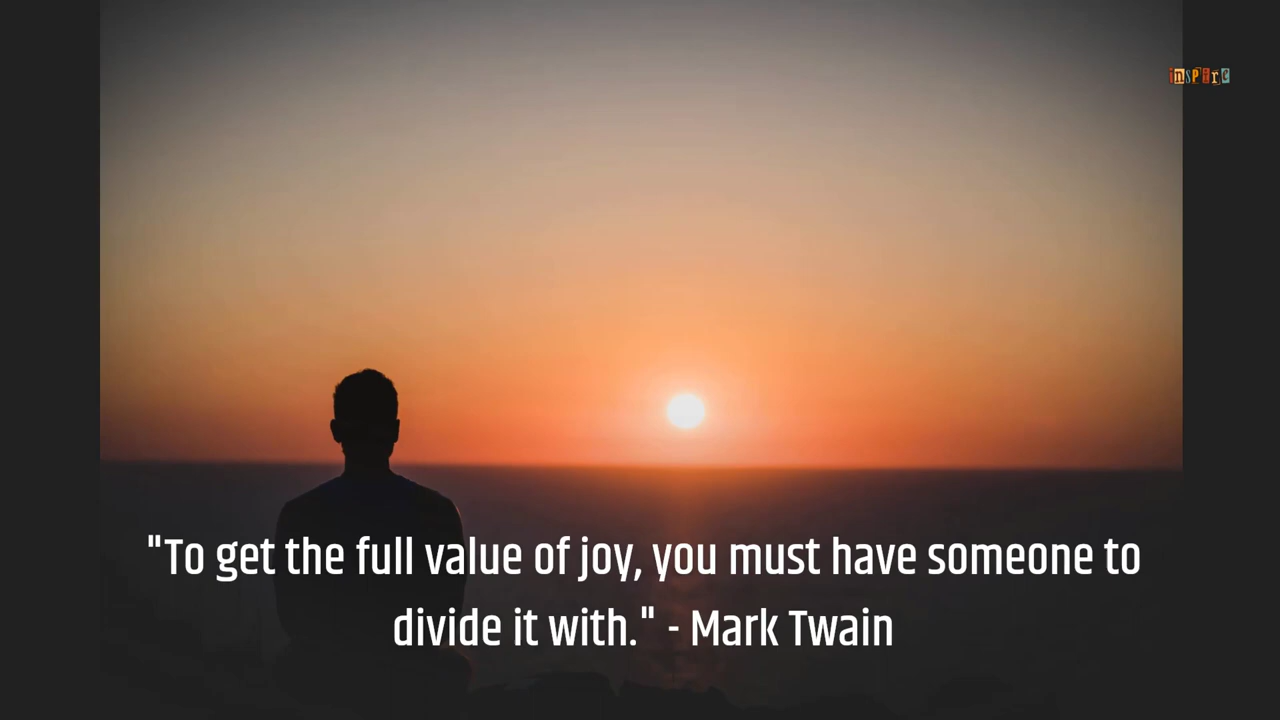 inspire
"To get the full value of joy, you must have someone to
divide it with." - Mark Twain